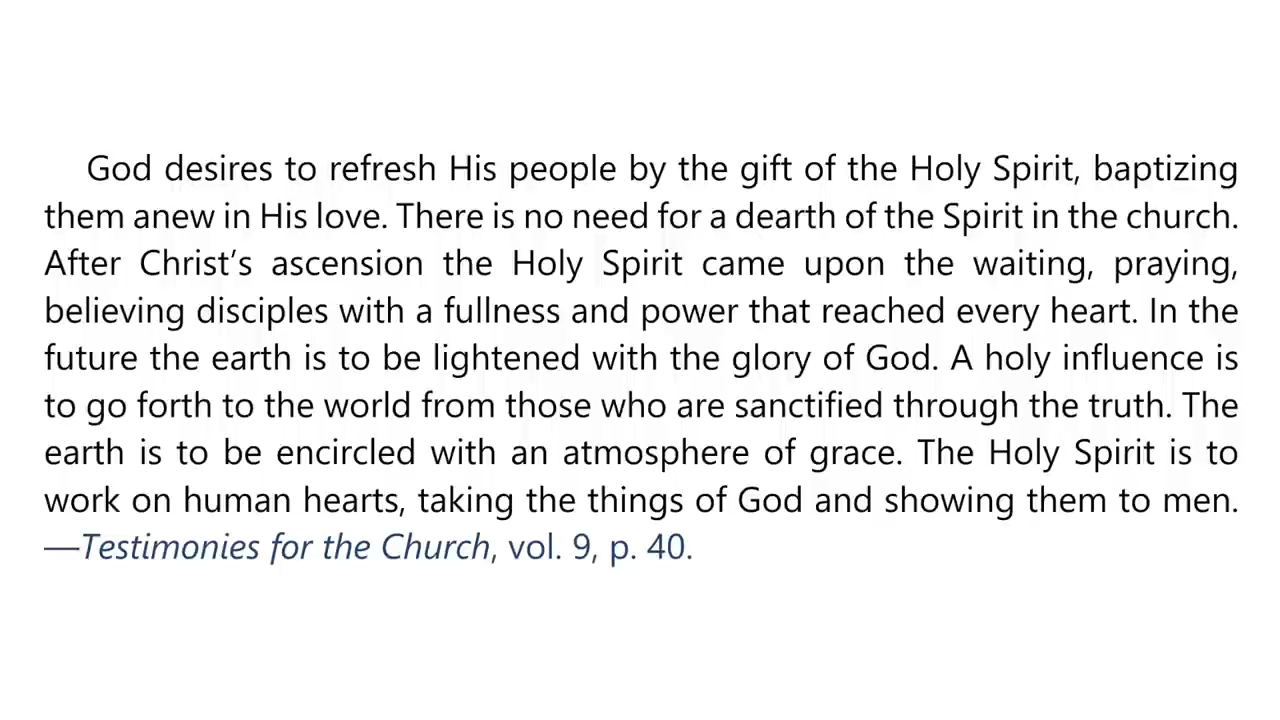 God desires to refresh His people by the gift of the Holy Spirit, baptizing
them anew in His love. There is no need for a dearth of the Spirit in the church.
After Christ’s ascension the Holy Spirit came upon the waiting, praying,
believing disciples with a fullness and power that reached every heart. In the
future the earth is to be lightened with the glory of God. A holy influence is
to go forth to the world from those who are sanctified through the truth. The
earth is to be encircled with an atmosphere of grace. The Holy Spirit is to
work on human hearts, taking the things of God and showing them to men.
—Testimonies for the Church, vol. 9, p. 40.